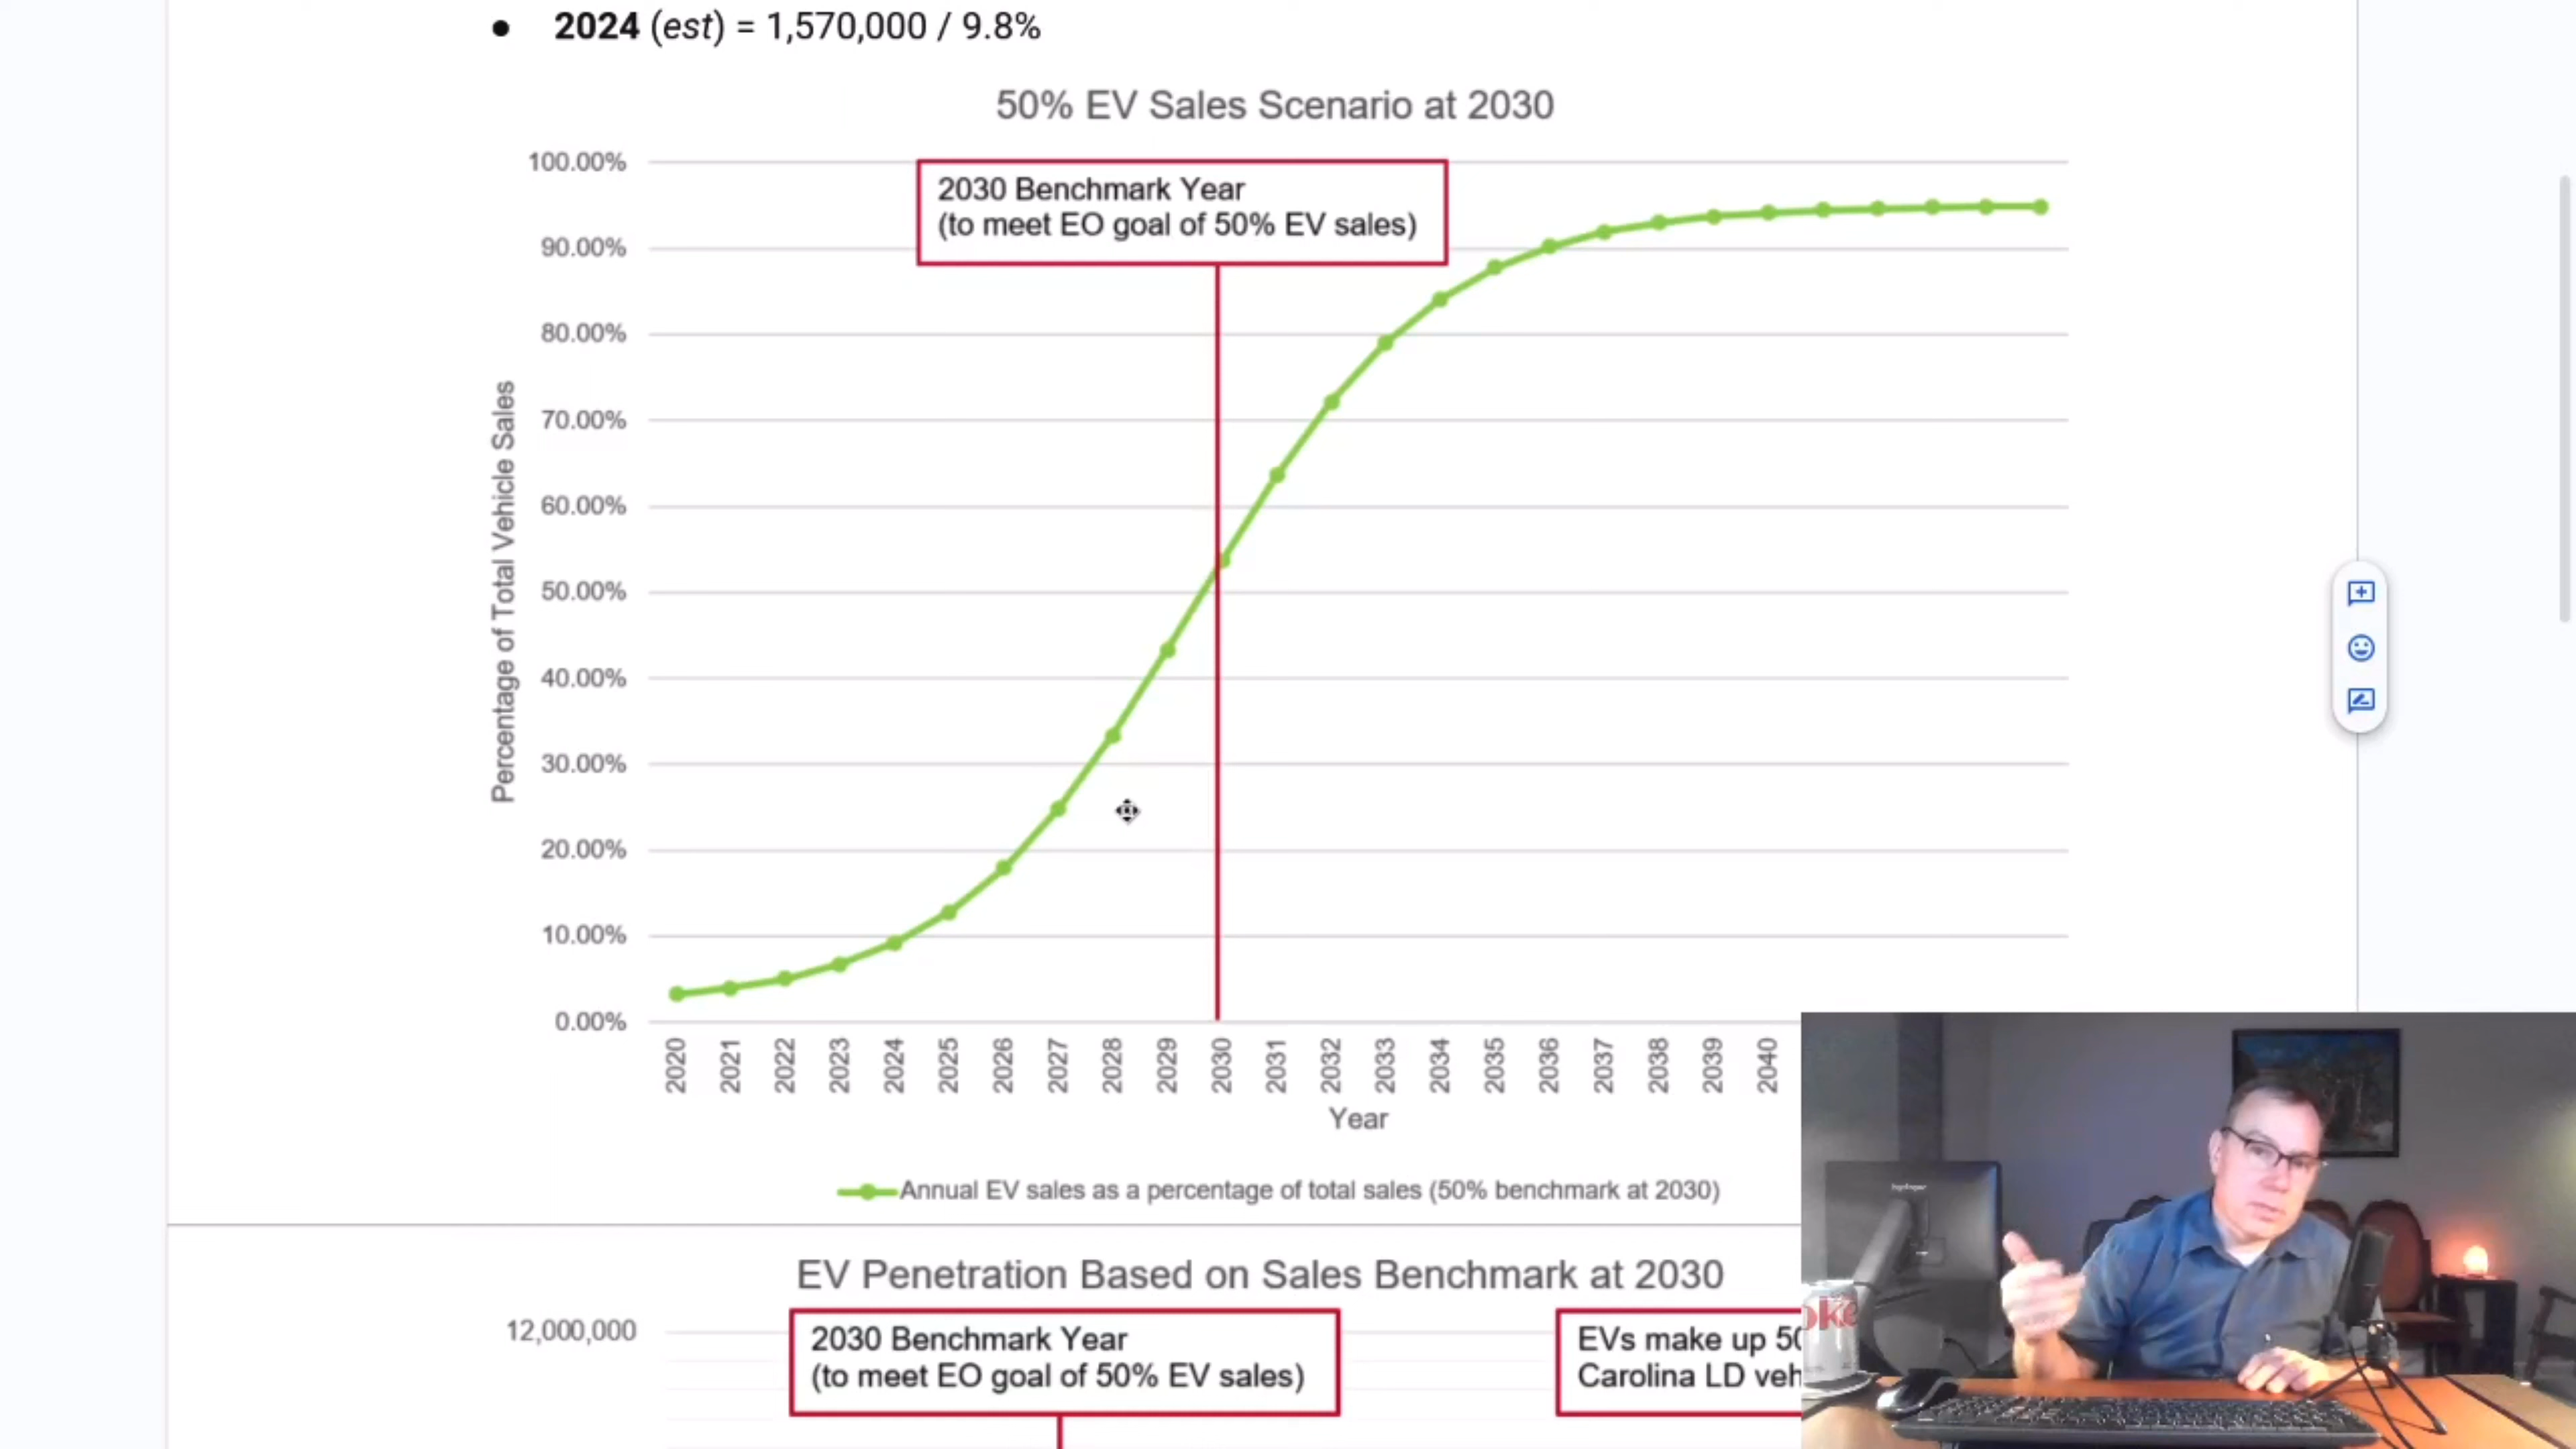 ● 2024 (est) = 1,570,000 / 9.8%
50% EV Sales Scenario at 2030
100.00%
90.00%
80.00%
70.00%
60.00%
50.00%
40.00%
30.00%
20.00%
10.00%
0.00%
Percentage of Total Vehicle Sales
2030 Benchmark Year
(to meet EO goal of 50% EV sales)
2020
2021
2022
2023
2024
2025
2026
2027
2028
2029
2030
2031
2032
2033
2034
2035
2036
2037
2038
2039
2040
Year
Annual EV sales as a percentage of total sales (50% benchmark at 2030)
EV Penetration Based on Sales Benchmark at 2030
12,000,000
2030 Benchmark Year
(to meet EO goal of 50% EV sales)
EVs make up 50
Carolina LD veh
oke